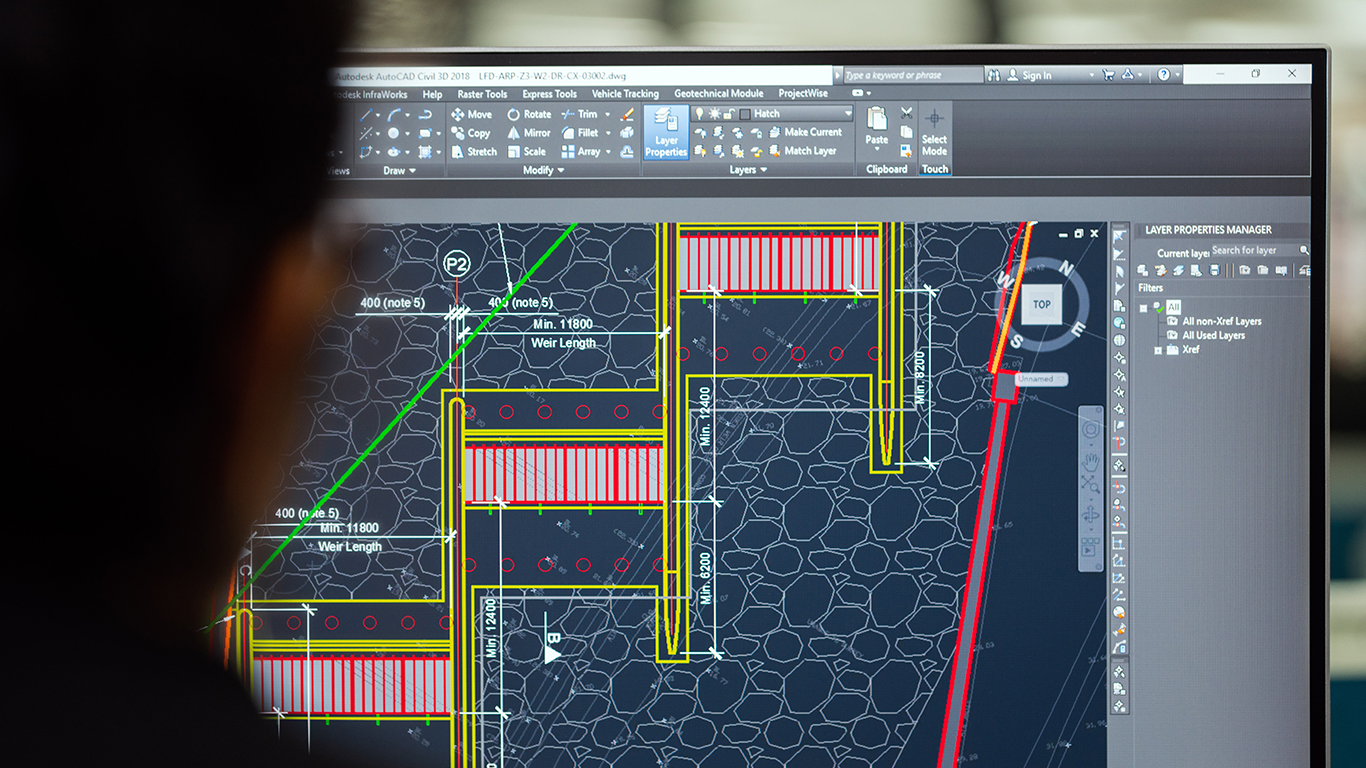 Autodesk AutoCAD Civil 3D 2018 LFD-ARP-Z3-W2-DR-CX-03002.dwg
Type a keyword or phrase
Sign In
InfraWorks Help Raster Tools Express Tools Vehicle Tracking Geotechnical Module ProjectWise
Move Rotate Trim
Copy Mirror Fillet
Stretch Scale Array
Layer
Properties
Hatch
Make Current
Match Layer
Paste
Select
Mode
Draw Modify Layers Clipboard Touch
P2
400 (note 5)
400 (note 5)
Min. 11800
Weir Length
400 (note 5)
Min. 11800
Weir Length
Min. 12400
Min. 8200
Min. 12400
Min. 6200
B
C
N
W
TOP
E
S
Unnamed
LAYER PROPERTIES MANAGER
Current laye
Search for layer
Filters
All
All non-Xref Layers
All Used Layers
Xref